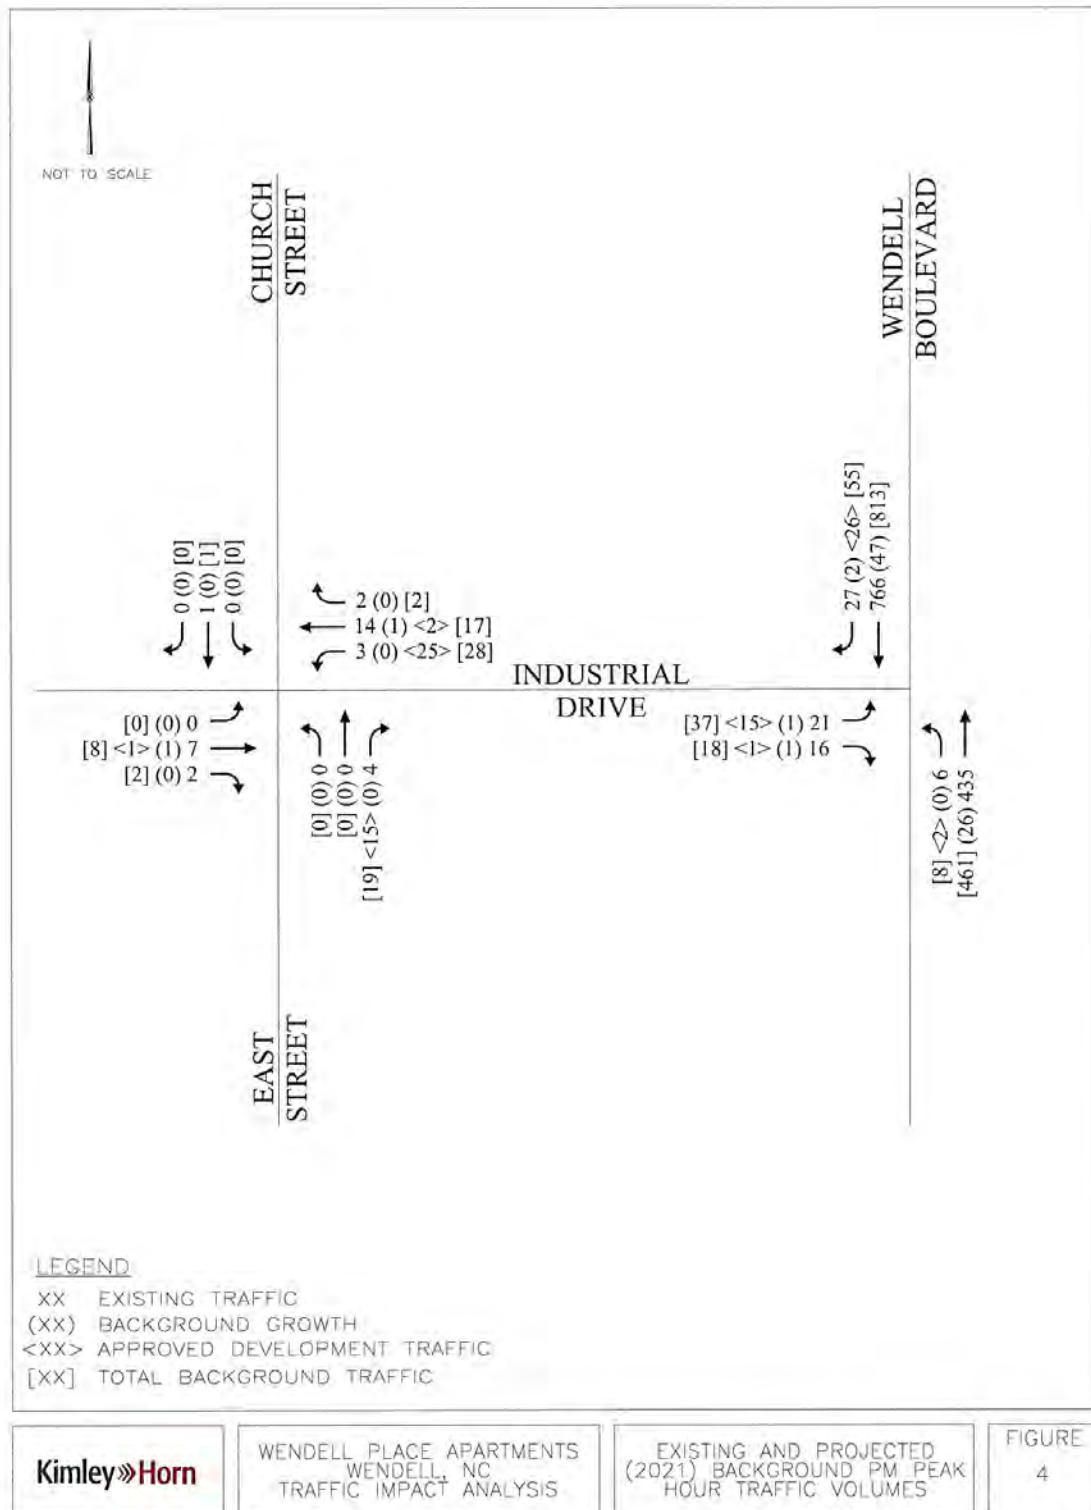 NOT TO SCALE
CHURCH
STREET
WENDELL
BOULEVARD
0 (0) [0]
1 (0) [1]
0 (0) [0]
2 (0) [2]
14 (1) <2> [17]
3 (0) <25> [28]
27 (2) <26> [55]
766 (47) [813]
INDUSTRIAL
DRIVE
[0] (0) 0
[8] <1> (1) 7
[2] (0) 2
[0] (0) 0
[0] (0) 0
[19] <15> (0) 4
[37] <15> (1) 21
[18] <1> (1) 16
[8] <2> (0) 6
[461] (26) 435
EAST
STREET
LEGEND
XX EXISTING TRAFFIC
(XX) BACKGROUND GROWTH
<XX> APPROVED DEVELOPMENT TRAFFIC
[XX] TOTAL BACKGROUND TRAFFIC
Kimley»Horn
WENDELL PLACE APARTMENTS
WENDELL, NC
TRAFFIC IMPACT ANALYSIS
EXISTING AND PROJECTED
(2021) BACKGROUND PM PEAK
HOUR TRAFFIC VOLUMES
FIGURE
4